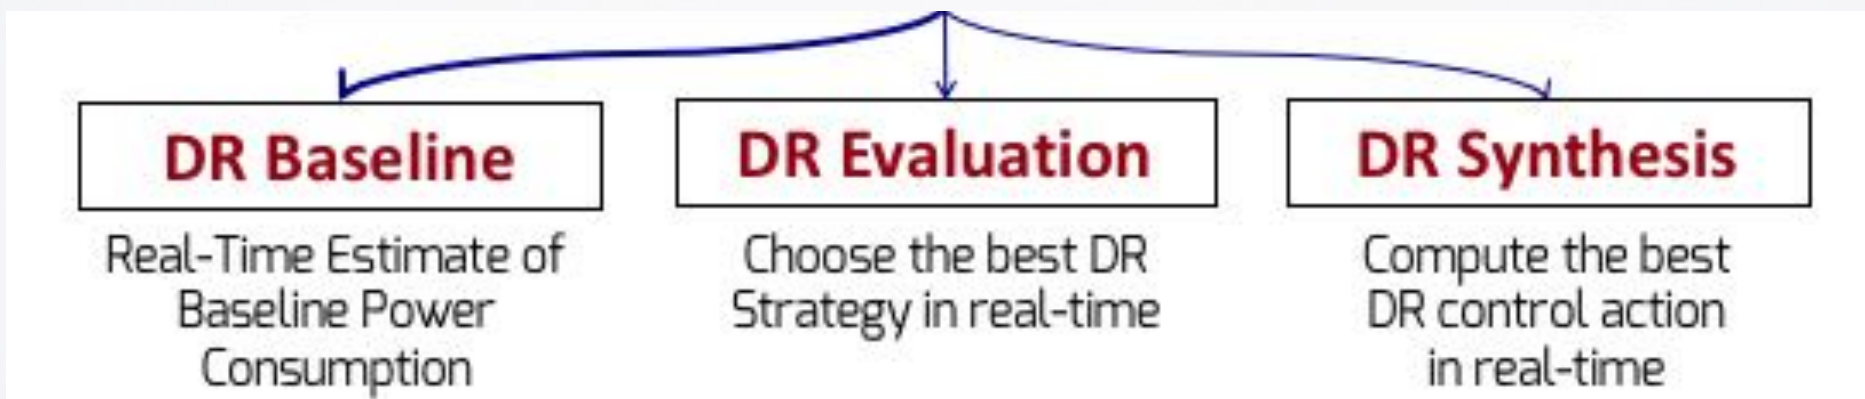 DR Baseline
Real-Time Estimate of
Baseline Power
Consumption
DR Evaluation
Choose the best DR
Strategy in real-time
DR Synthesis
Compute the best
DR control action
in real-time